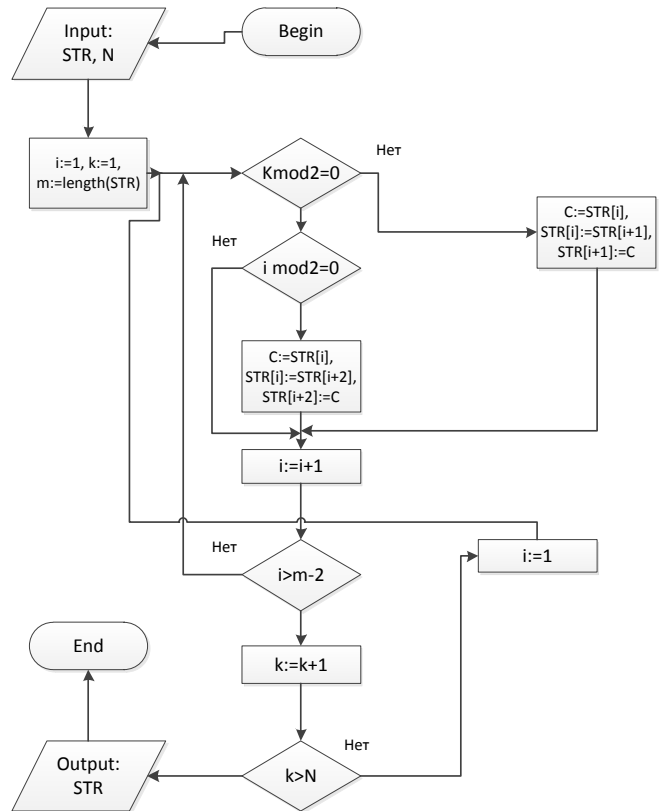 Input:
STR, N
Begin
i:=1, k:=1,
m:=length(STR)
Kmod2=0
Нет
C:=STR[i],
STR[i]:=STR[i+1],
STR[i+1]:=C
Нет
i mod2=0
C:=STR[i],
STR[i]:=STR[i+2],
STR[i+2]:=C
i:=i+1
Нет
i>m-2
i:=1
End
k:=k+1
Output:
STR
k>N
Нет